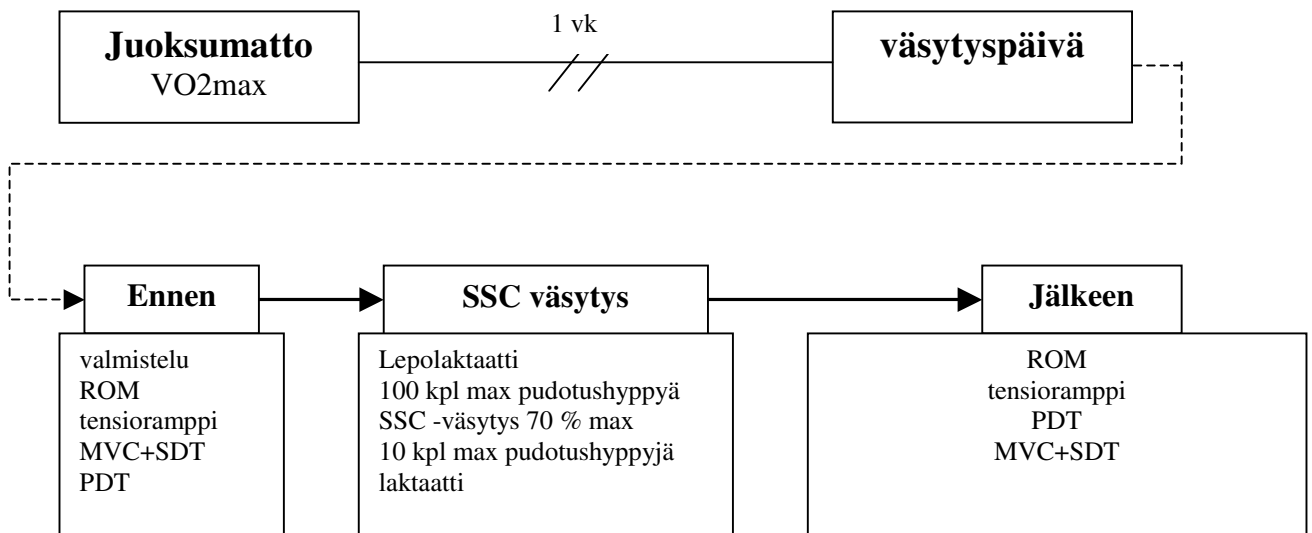 Juoksumatto
VO2max
1 vk
väsytyspäivä
Ennen
valmistelu
ROM
tensioramppi
MVC+SDT
PDT
SSC väsytys
Lepolaktaatti
100 kpl max pudotushyppyä
SSC -väsytys 70 % max
10 kpl max pudotushyppyjä
laktaatti
Jälkeen
ROM
tensioramppi
PDT
MVC+SDT